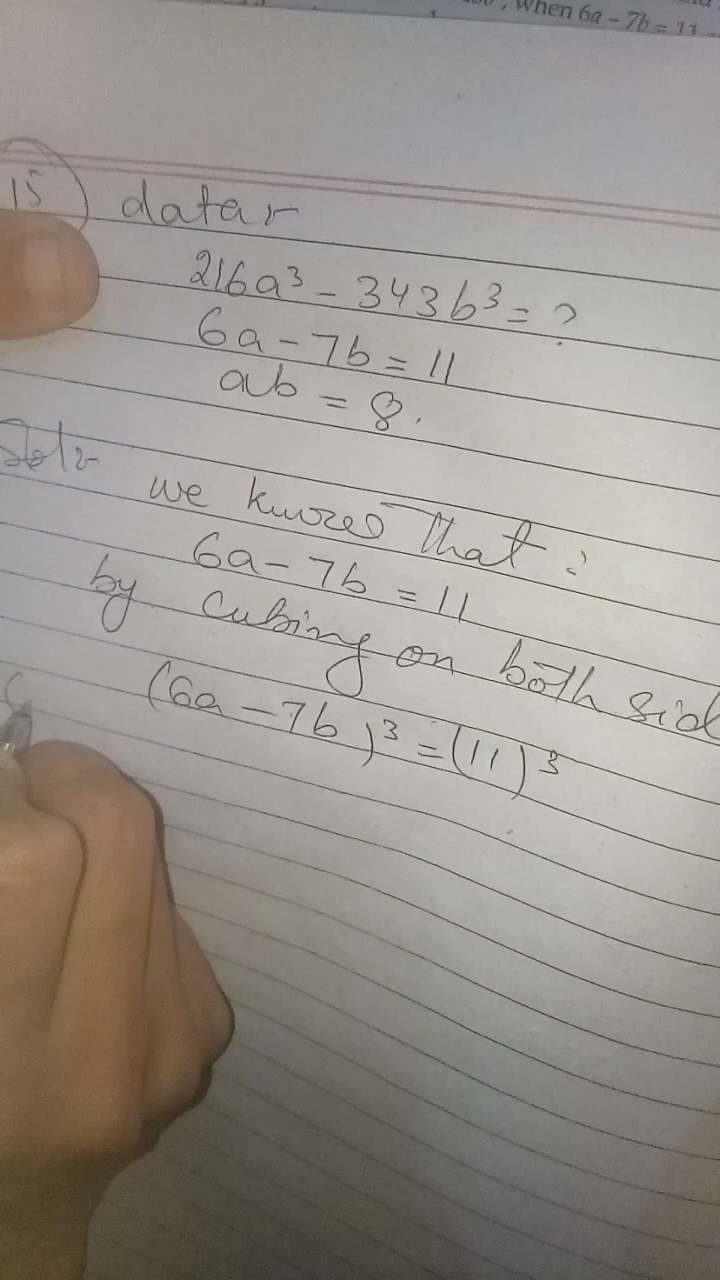 , when 6a - 7b = 11
15) data:-
216a³ - 343b³ = ?
6a - 7b = 11
ab = 8.
Sol:-
we knows that :
6a - 7b = 11
by cubing on both sid
(6a - 7b)³ = (11)³
(